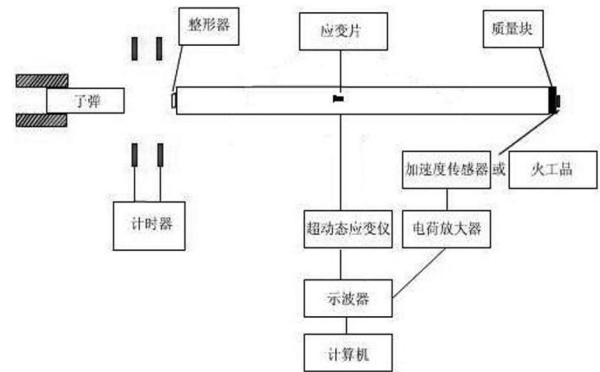 整形器
应变片
质量块
子弹
加速度传感器或
火工品
计时器
超动态应变仪
电荷放大器
示波器
计算机